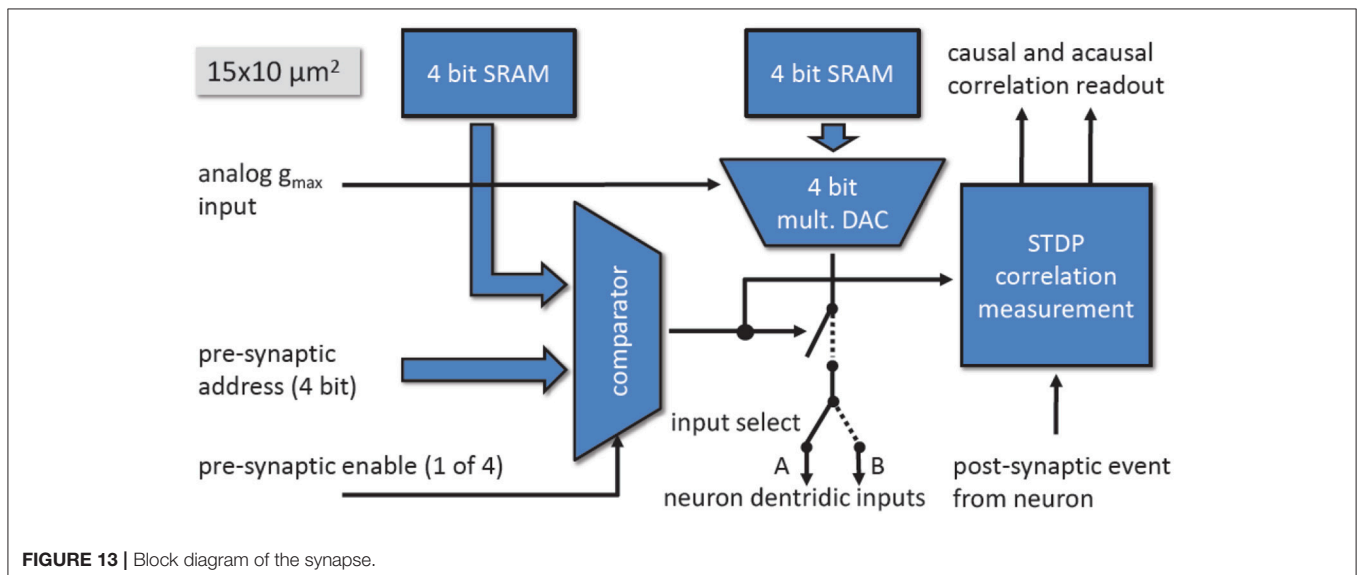 15x10 μm²
4 bit SRAM
4 bit SRAM
causal and acausal
correlation readout
analog gmax
input
4 bit
mult. DAC
comparator
STDP
correlation
measurement
pre-synaptic
address (4 bit)
input select
pre-synaptic enable (1 of 4)
A
B
neuron dentridic inputs
post-synaptic event
from neuron
FIGURE 13 | Block diagram of the synapse.